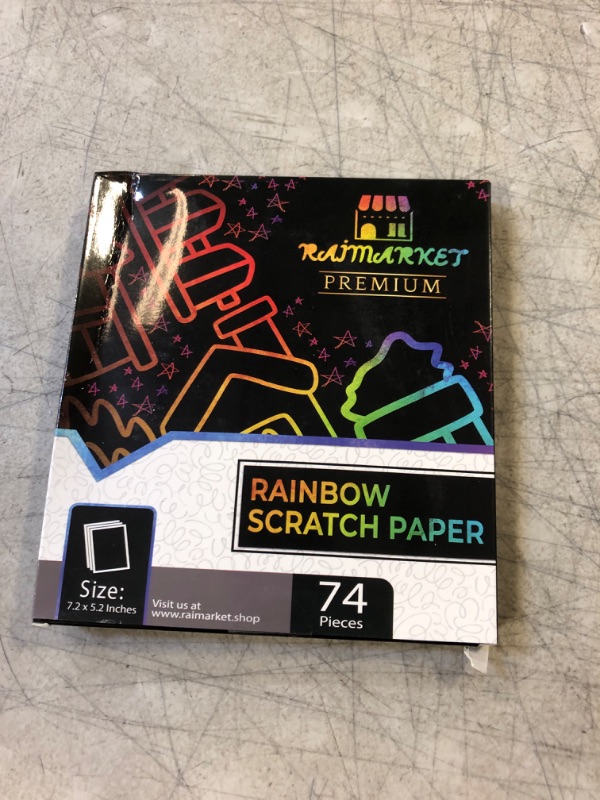 RAIMARKET
PREMIUM
RAINBOW
SCRATCH PAPER
Size:
7.2 x 5.2 Inches
Visit us at
www.raimarket.shop
74
Pieces